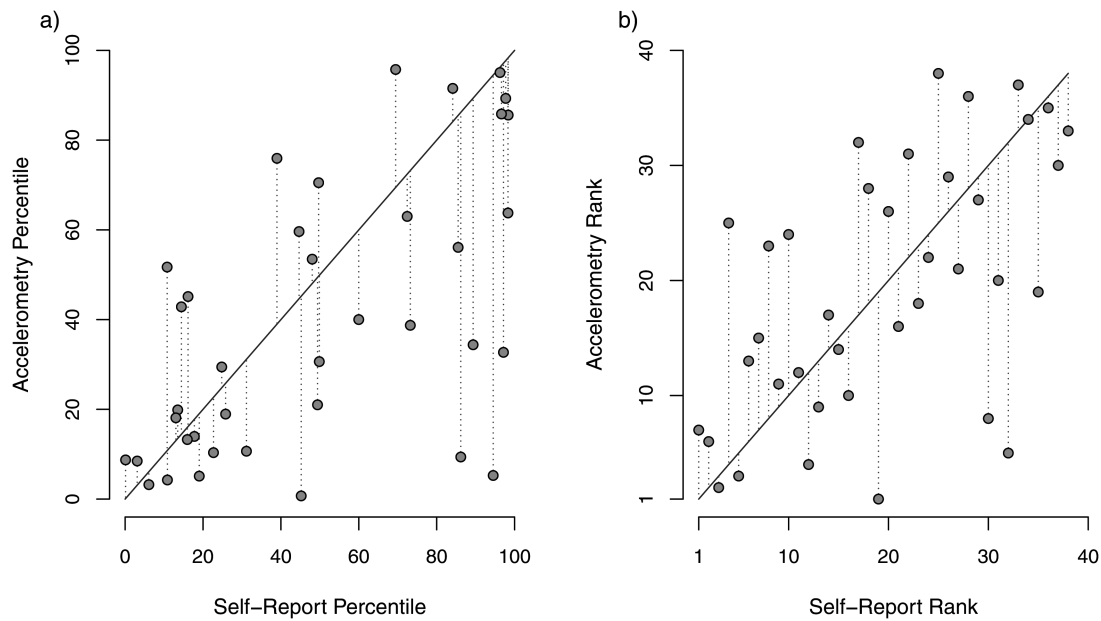 a)
Accelerometry Percentile
100
80
60
40
20
0
0 20 40 60 80 100
Self−Report Percentile
b)
Accelerometry Rank
40
30
20
10
1
1 10 20 30 40
Self−Report Rank